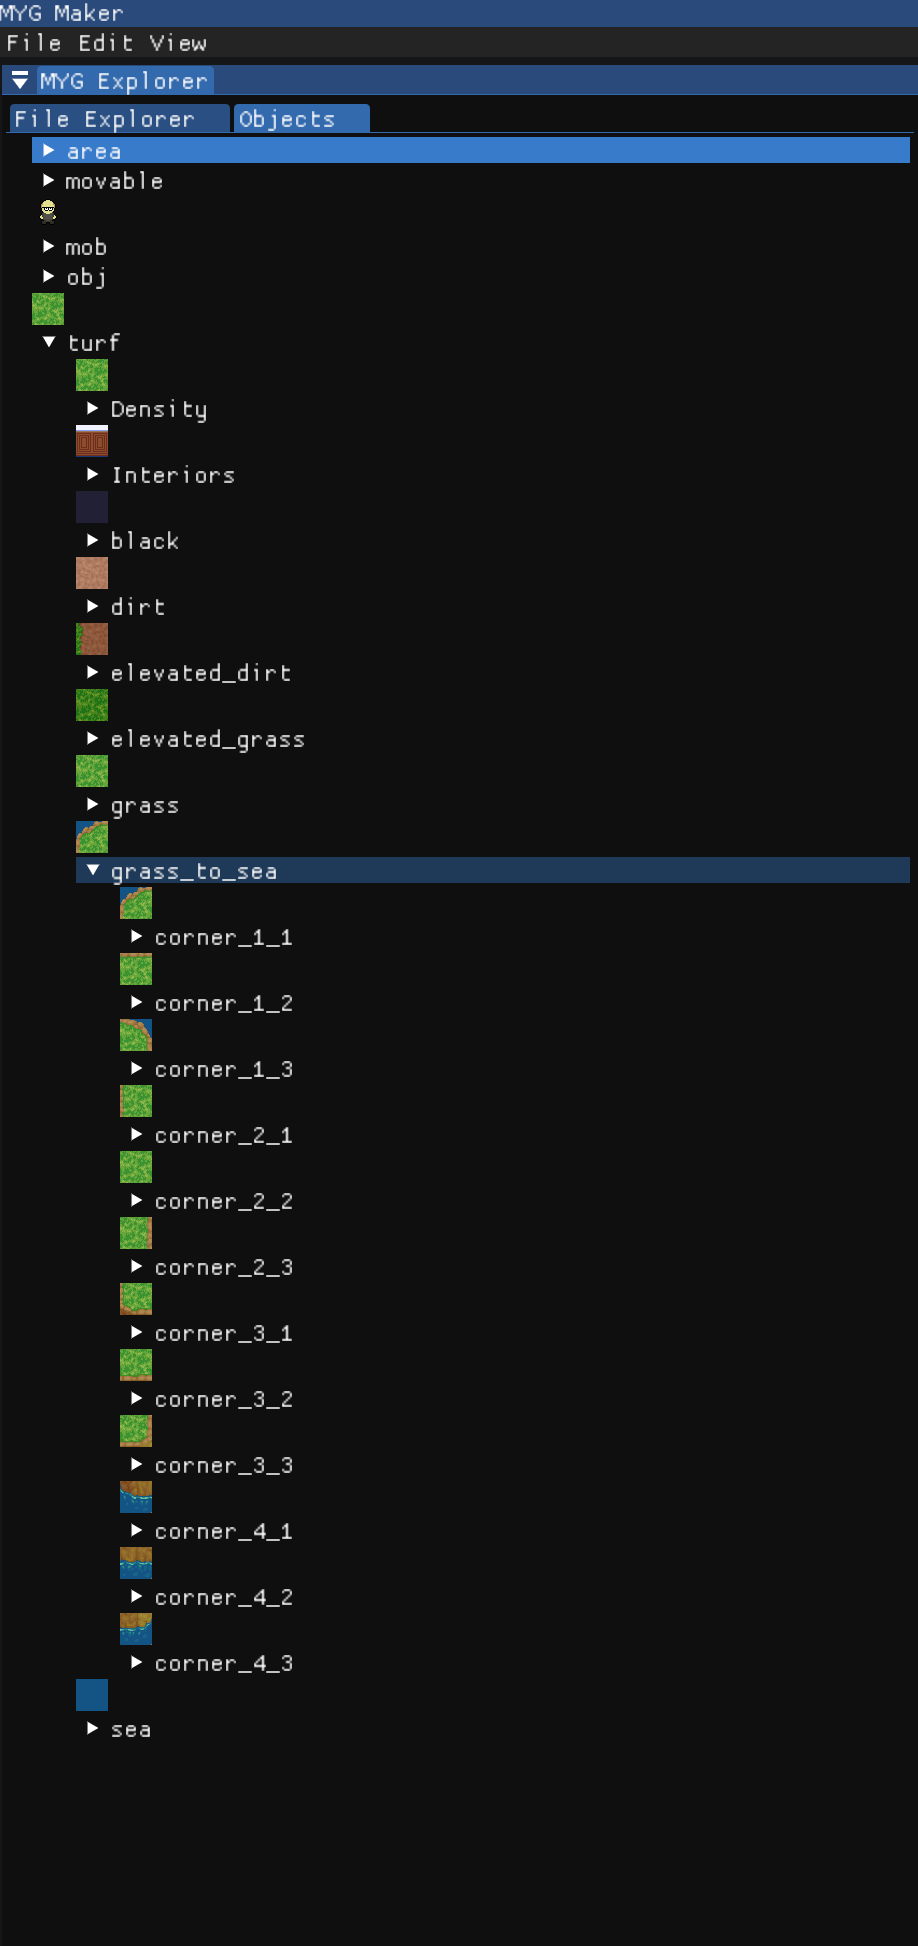 MYG Maker
File Edit View
MYG Explorer
File Explorer Objects
area
movable
mob
obj
turf
Density
Interiors
black
dirt
elevated_dirt
elevated_grass
grass
grass_to_sea
corner_1_1
corner_1_2
corner_1_3
corner_2_1
corner_2_2
corner_2_3
corner_3_1
corner_3_2
corner_3_3
corner_4_1
corner_4_2
corner_4_3
sea